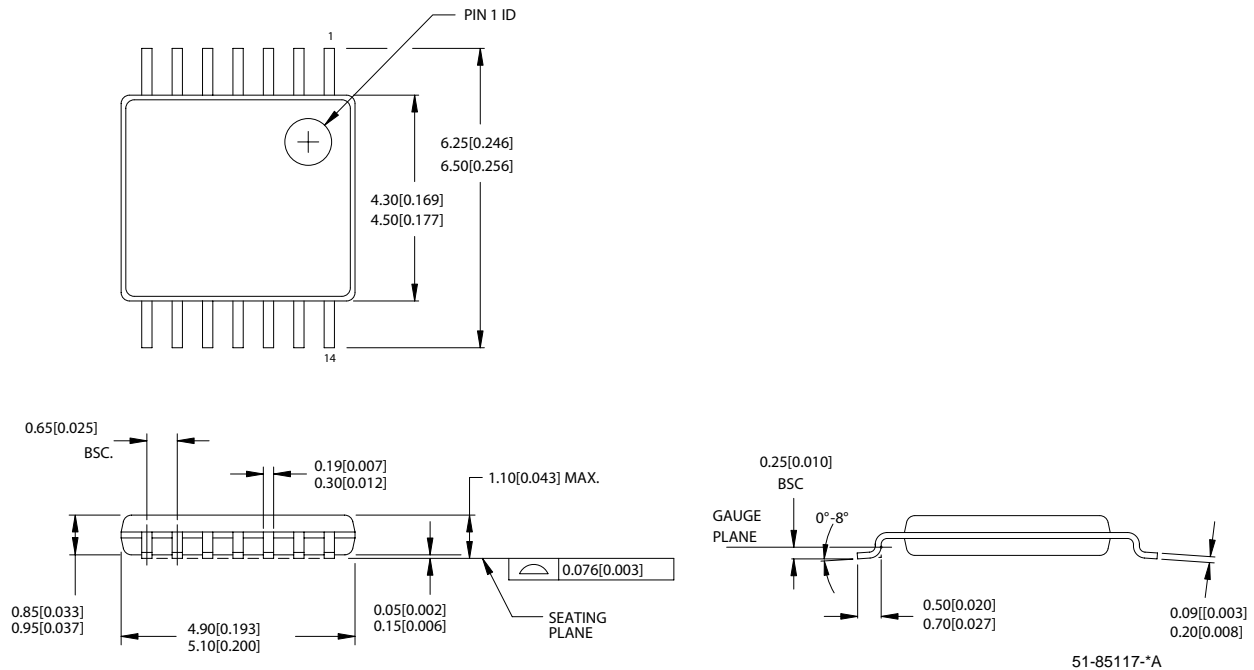 PIN 1 ID
1
6.25[0.246]
6.50[0.256]
4.30[0.169]
4.50[0.177]
14
0.65[0.025]
BSC.
0.19[0.007]
0.30[0.012]
1.10[0.043] MAX.
0.25[0.010]
BSC
GAUGE
PLANE
0°-8°
0.076[0.003]
0.85[0.033]
0.95[0.037]
4.90[0.193]
5.10[0.200]
0.05[0.002]
0.15[0.006]
SEATING
PLANE
0.50[0.020]
0.70[0.027]
0.09[[0.003]
0.20[0.008]
51-85117-*A